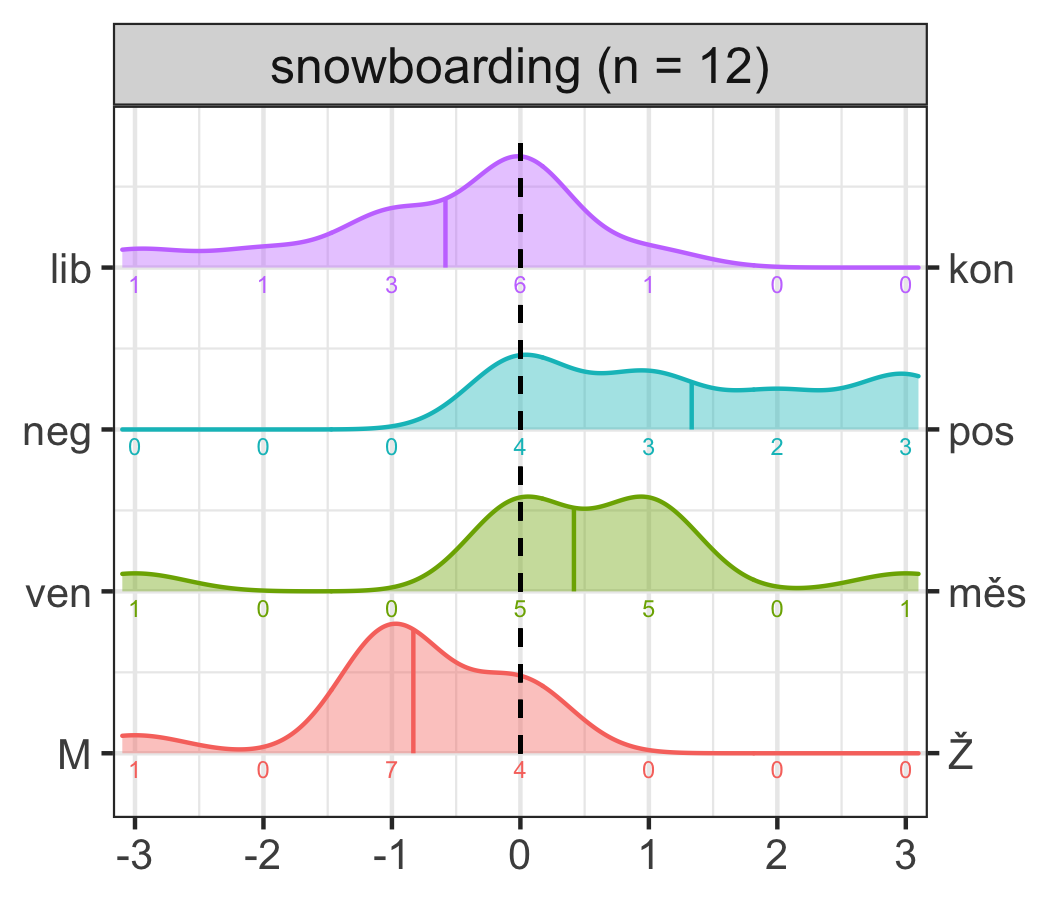 snowboarding (n = 12)
lib kon
1 1 3 6 1 0 0
neg pos
0 0 0 4 3 2 3
ven měs
1 0 0 5 5 0 1
M Ž
1 0 7 4 0 0 0
-3 -2 -1 0 1 2 3